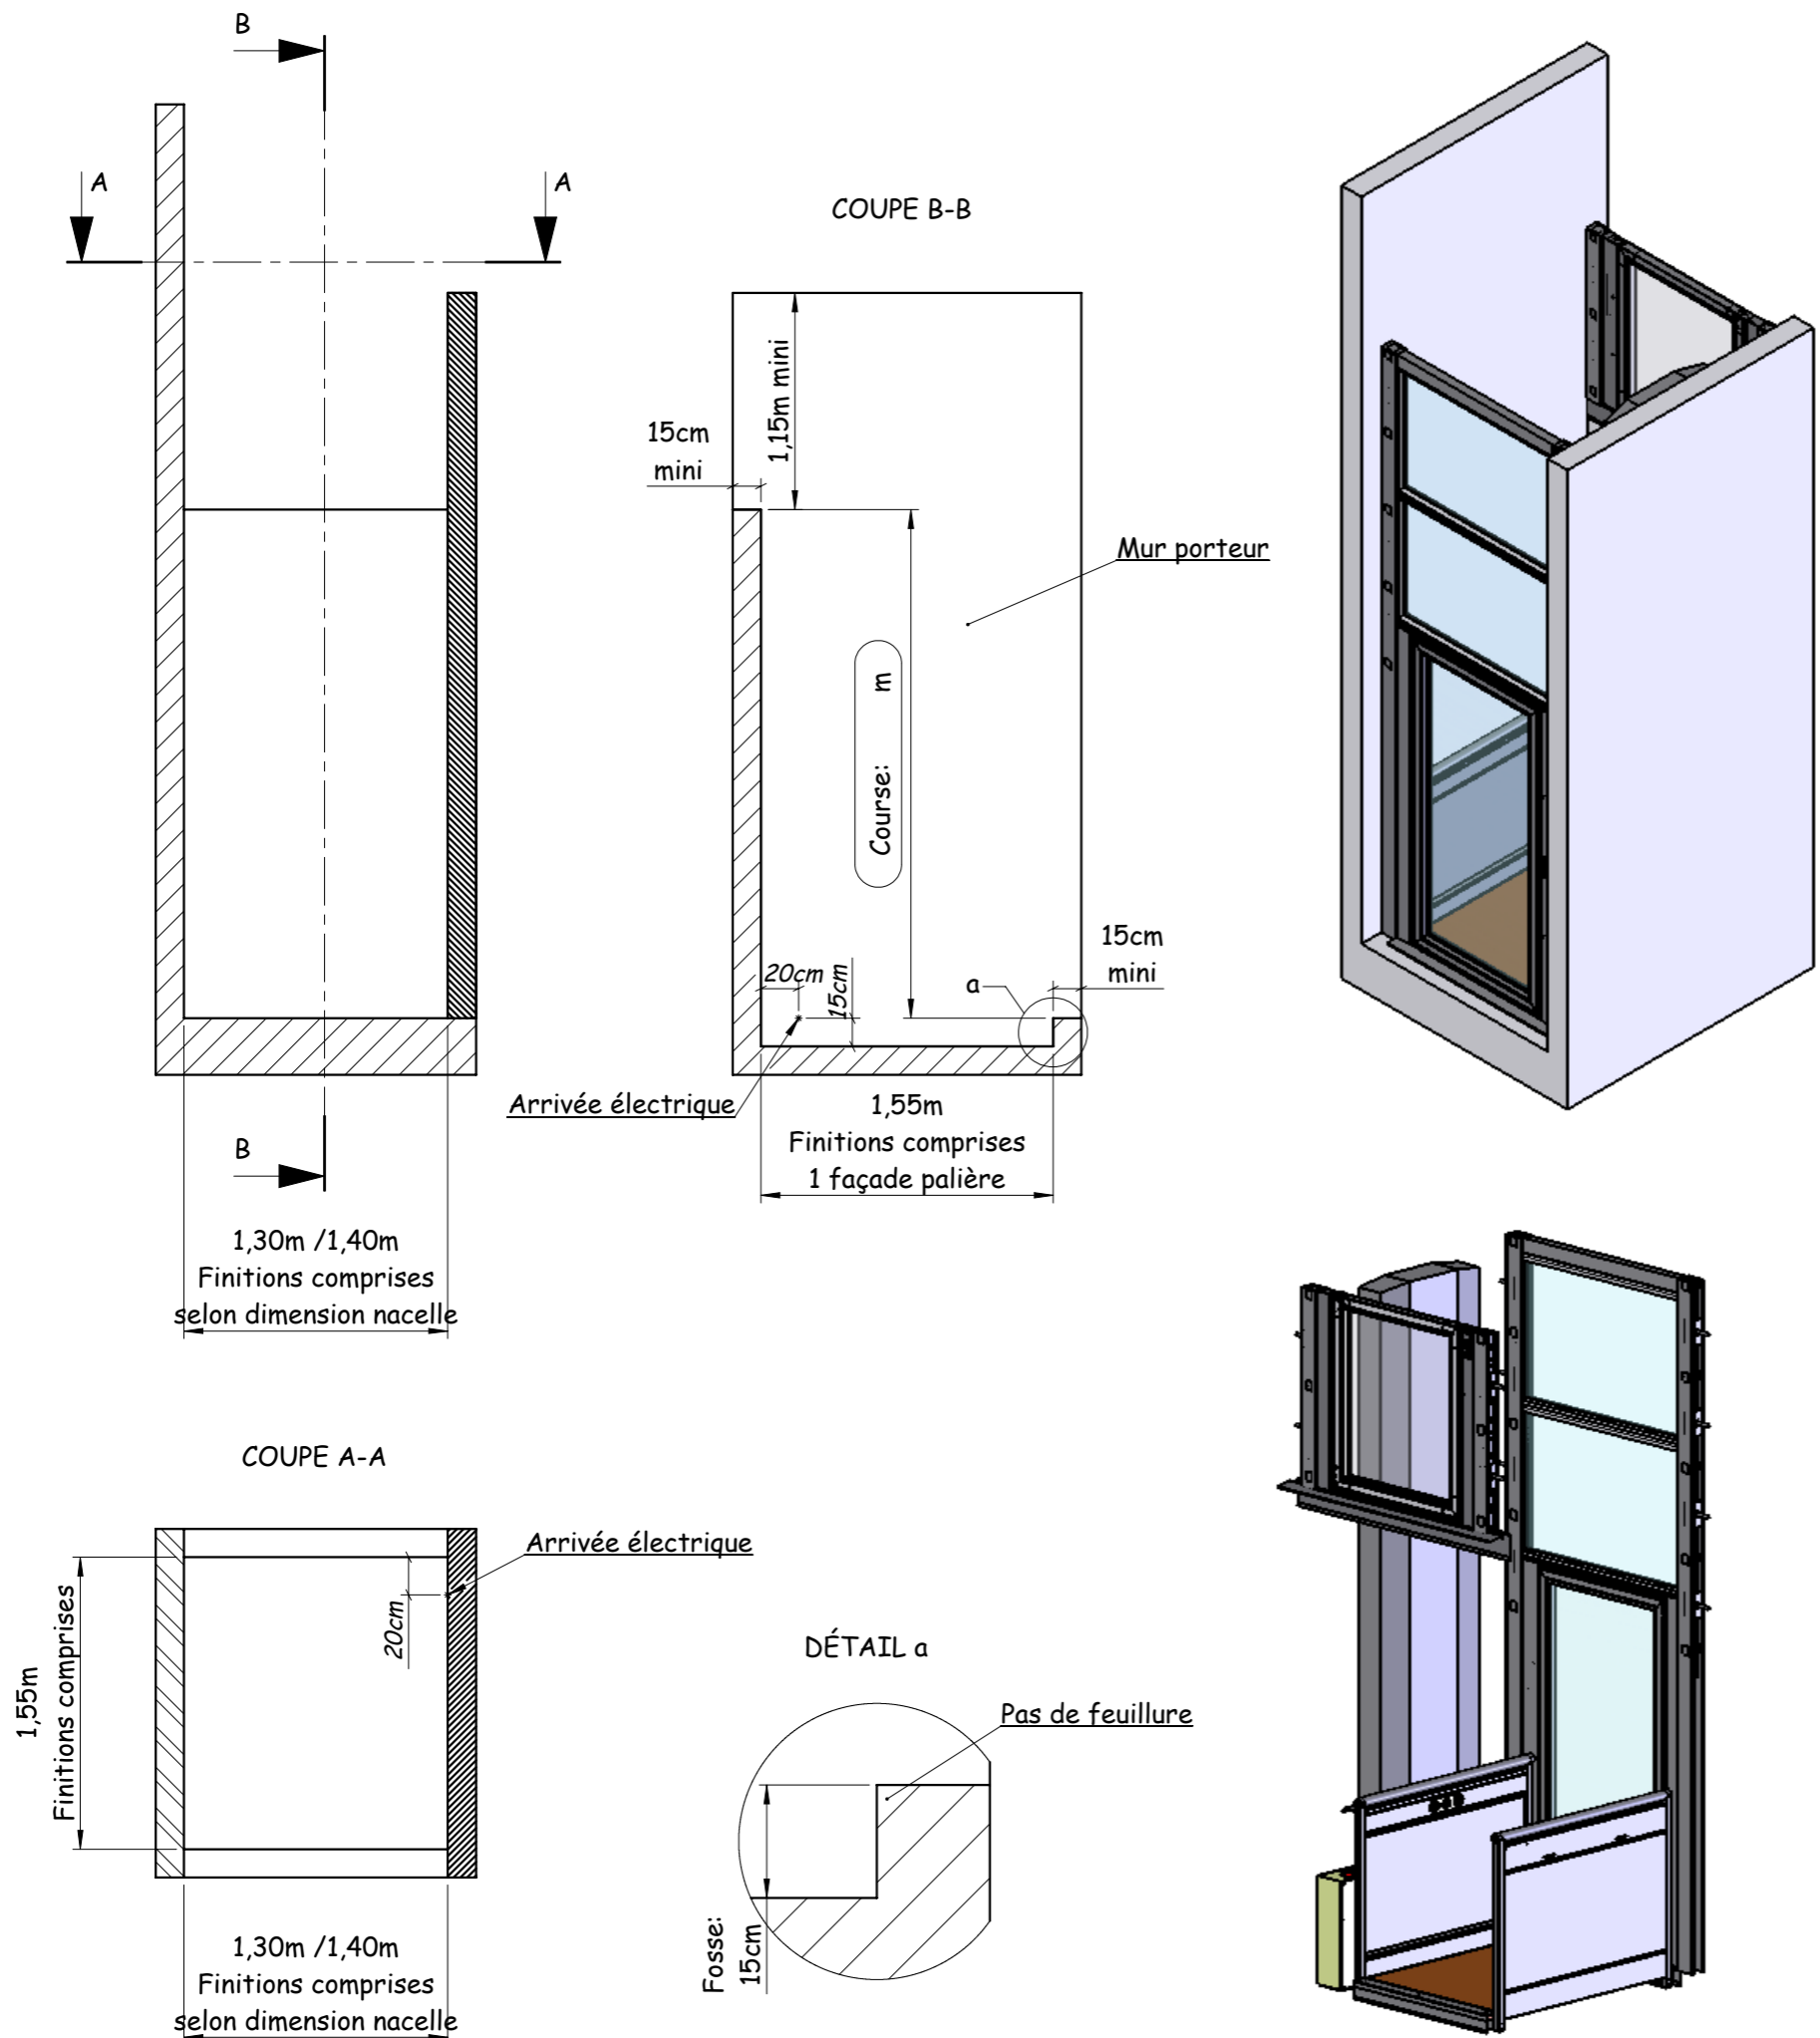 B
A
A
COUPE B-B
15cm
mini
1,15m mini
Mur porteur
Course: m
20cm
15cm
a
15cm
mini
Arrivée électrique
1,55m
Finitions comprises
1 façade palière
B
1,30m /1,40m
Finitions comprises
selon dimension nacelle
COUPE A-A
Arrivée électrique
20cm
1,55m
Finitions comprises
1,30m /1,40m
Finitions comprises
selon dimension nacelle
DÉTAIL a
Pas de feuillure
Fosse:
15cm